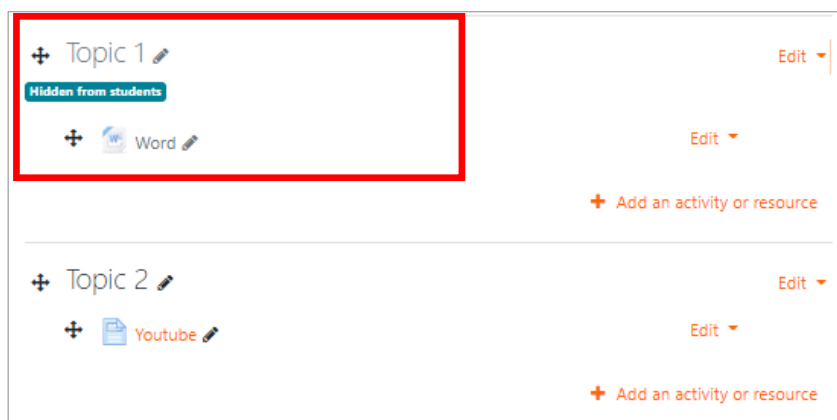 Topic 1 Edit
Hidden from students
Word Edit
+ Add an activity or resource
Topic 2 Edit
Youtube Edit
+ Add an activity or resource